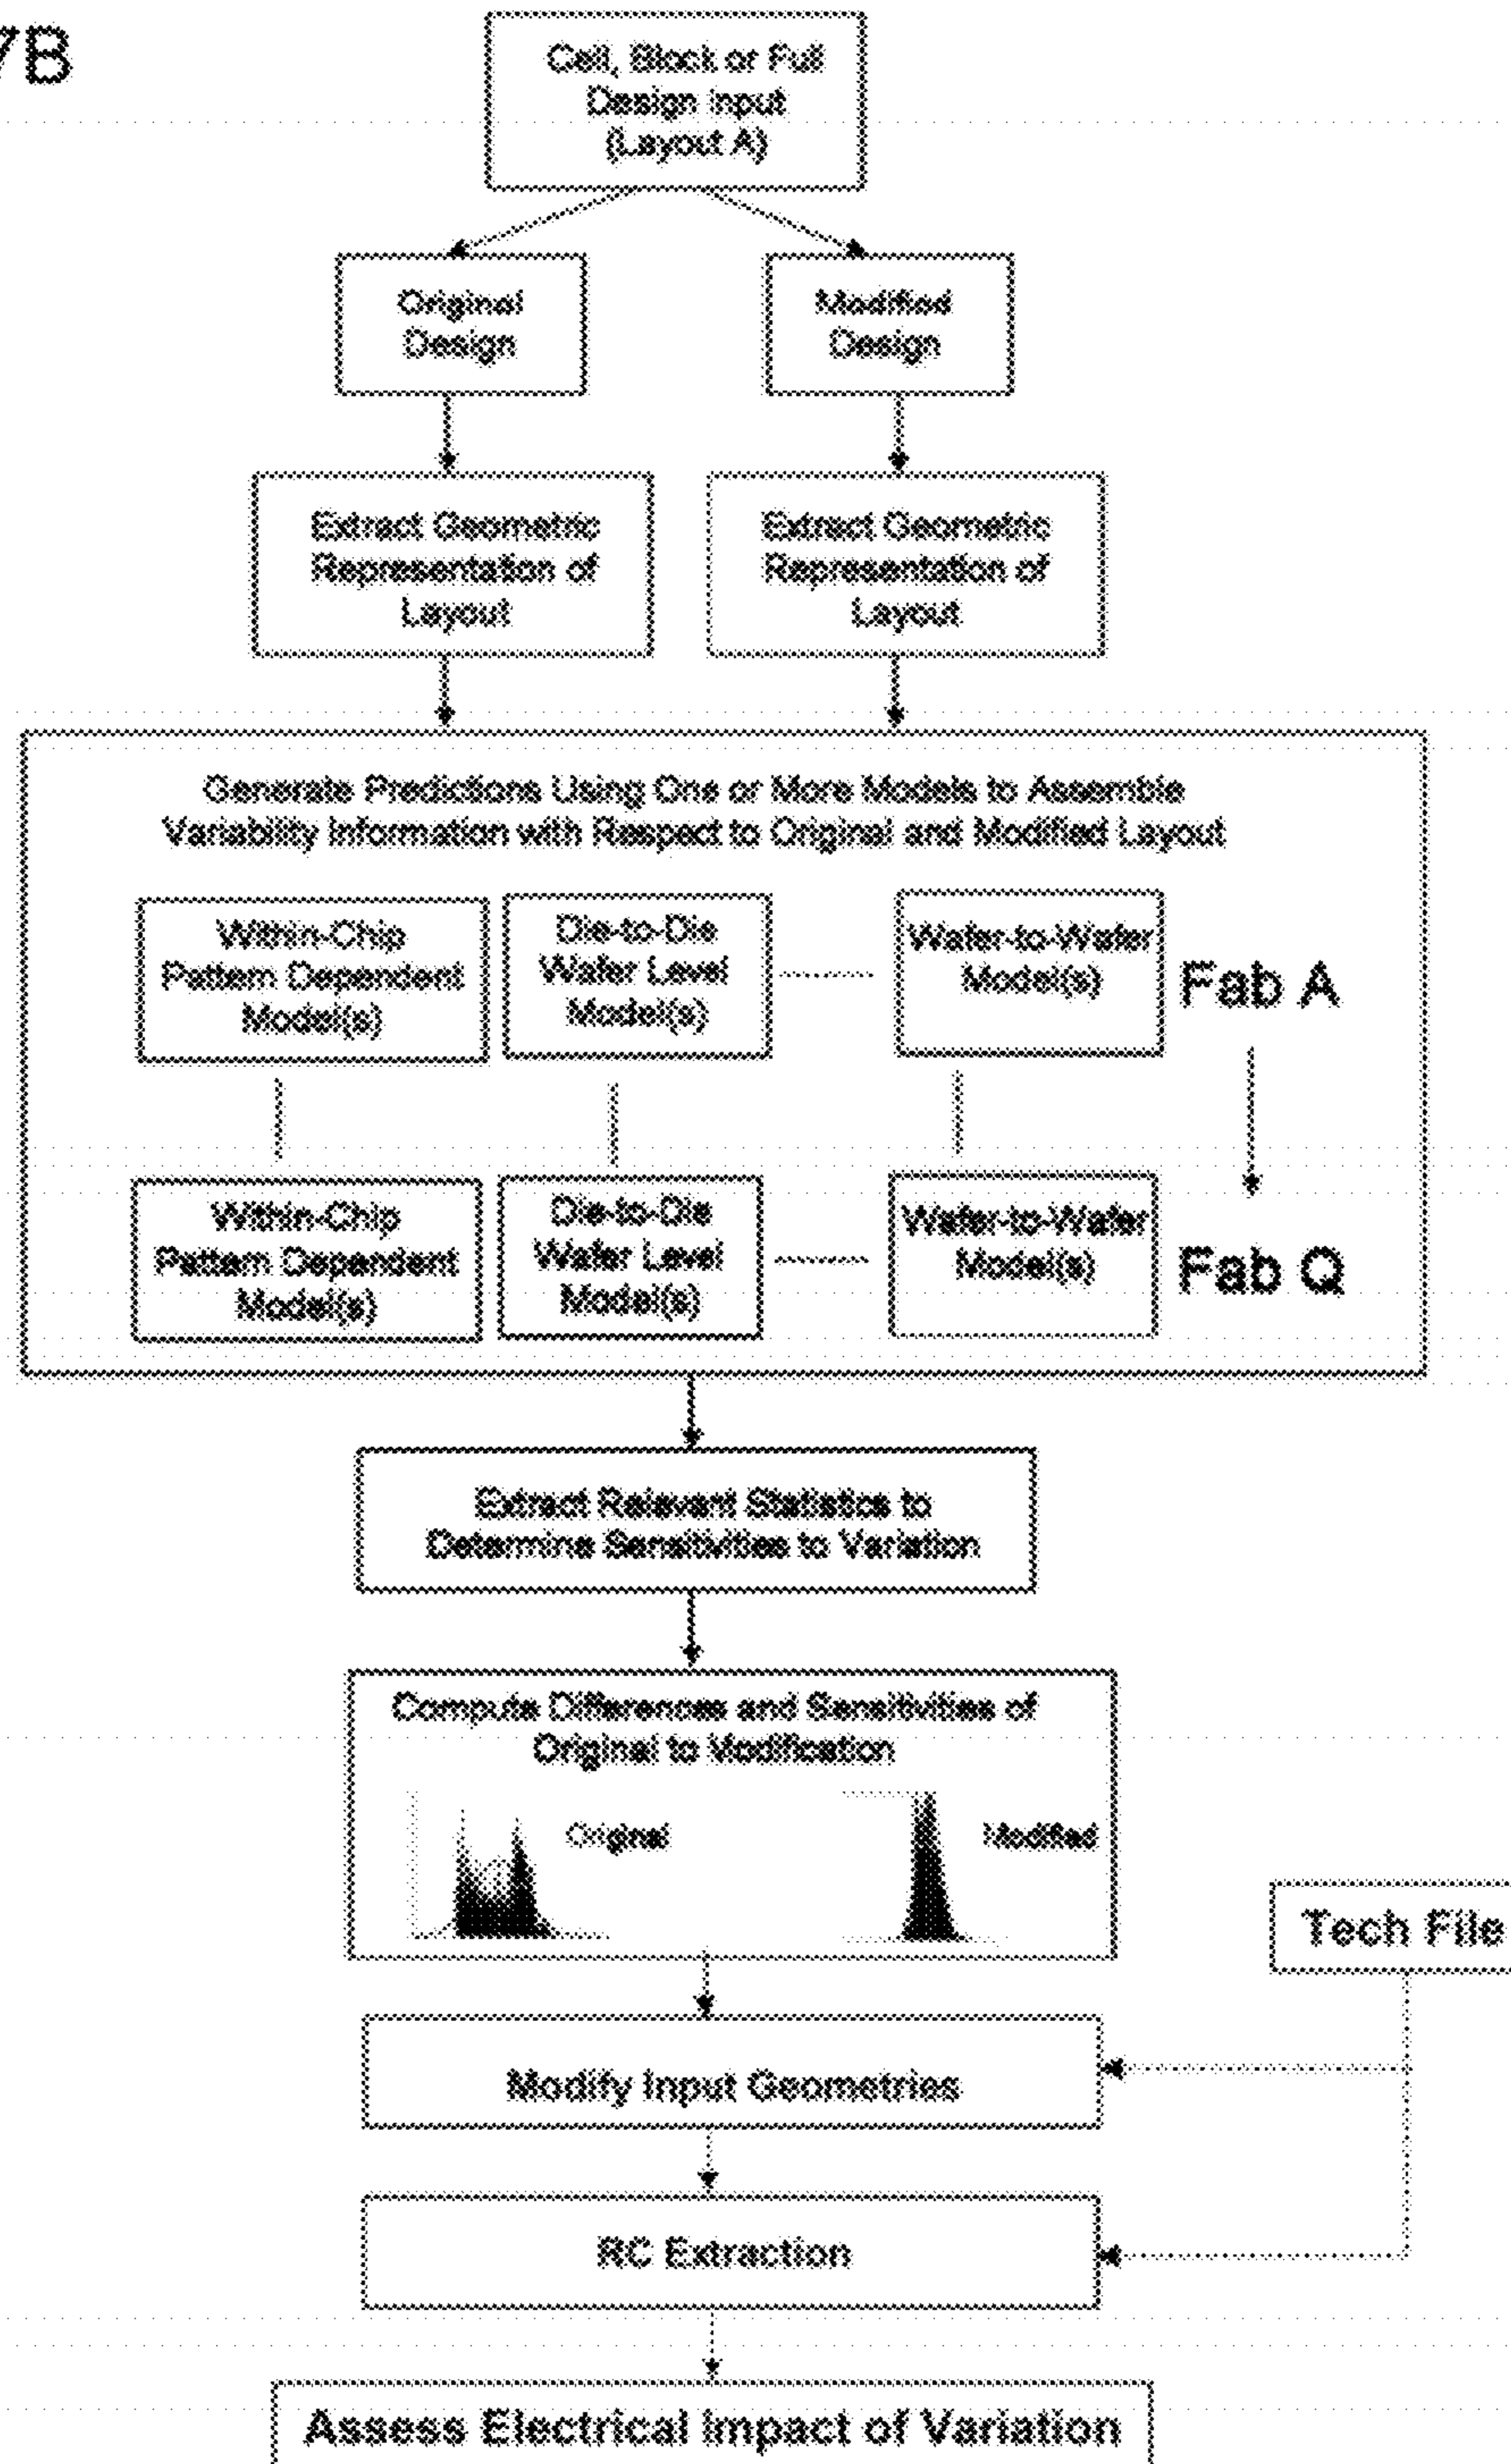 7B
Cell, Block or Full
Design Input
(Layout A)
Original
Design
Modified
Design
Extract Geometric
Representation of
Layout
Extract Geometric
Representation of
Layout
Generate Predictions Using One or More Models to Assemble
Variability Information with Respect to Original and Modified Layout
Within-Chip
Pattern Dependent
Model(s)
Die-to-Die
Wafer Level
Model(s)
Wafer-to-Wafer
Model(s)
Fab A
Within-Chip
Pattern Dependent
Model(s)
Die-to-Die
Wafer Level
Model(s)
Wafer-to-Wafer
Model(s)
Fab Q
Extract Relevant Statistics to
Determine Sensitivities to Variation
Compute Differences and Sensitivities of
Original to Modification
Original
Modified
Tech File
Modify Input Geometries
RC Extraction
Assess Electrical Impact of Variation